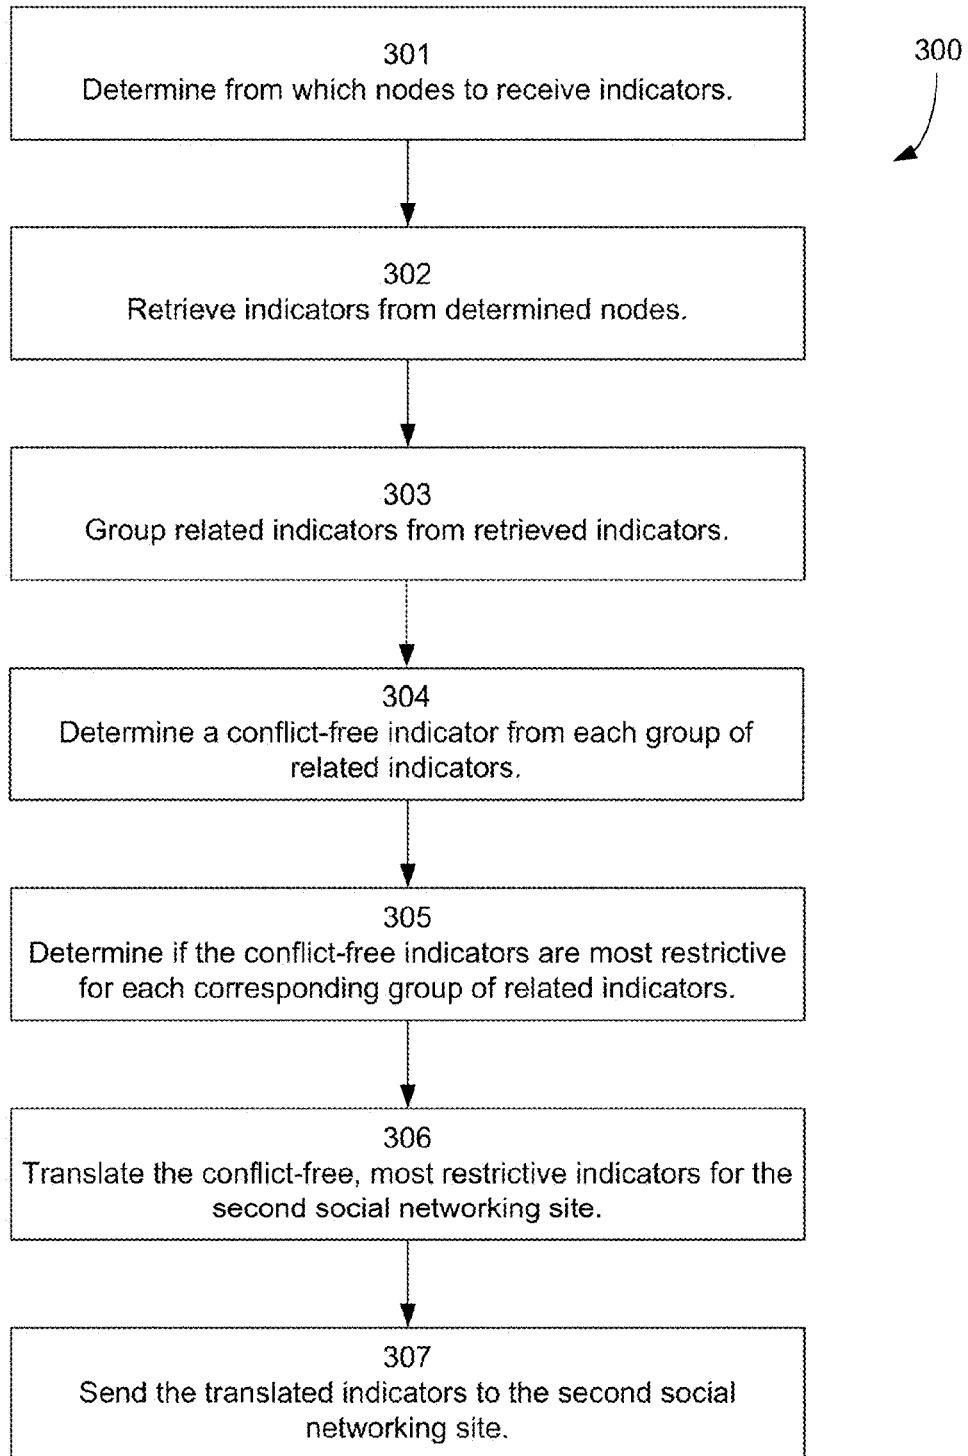 300
301
Determine from which nodes to receive indicators.
302
Retrieve indicators from determined nodes.
303
Group related indicators from retrieved indicators.
304
Determine a conflict-free indicator from each group of
related indicators.
305
Determine if the conflict-free indicators are most restrictive
for each corresponding group of related indicators.
306
Translate the conflict-free, most restrictive indicators for the
second social networking site.
307
Send the translated indicators to the second social
networking site.